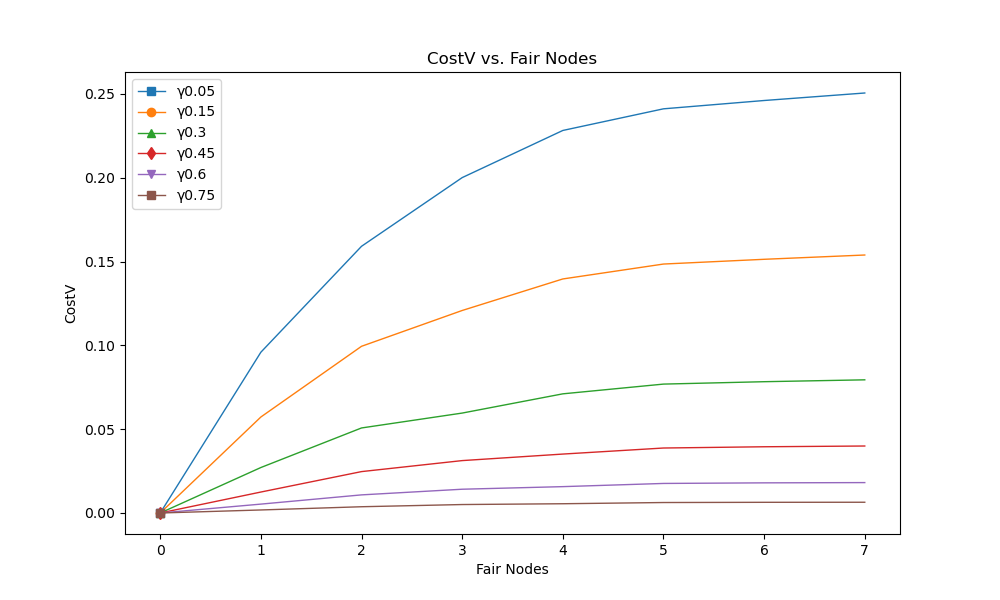 CostV vs. Fair Nodes
γ0.05
γ0.15
γ0.3
γ0.45
γ0.6
γ0.75
CostV
0.25
0.20
0.15
0.10
0.05
0.00
0 1 2 3 4 5 6 7
Fair Nodes